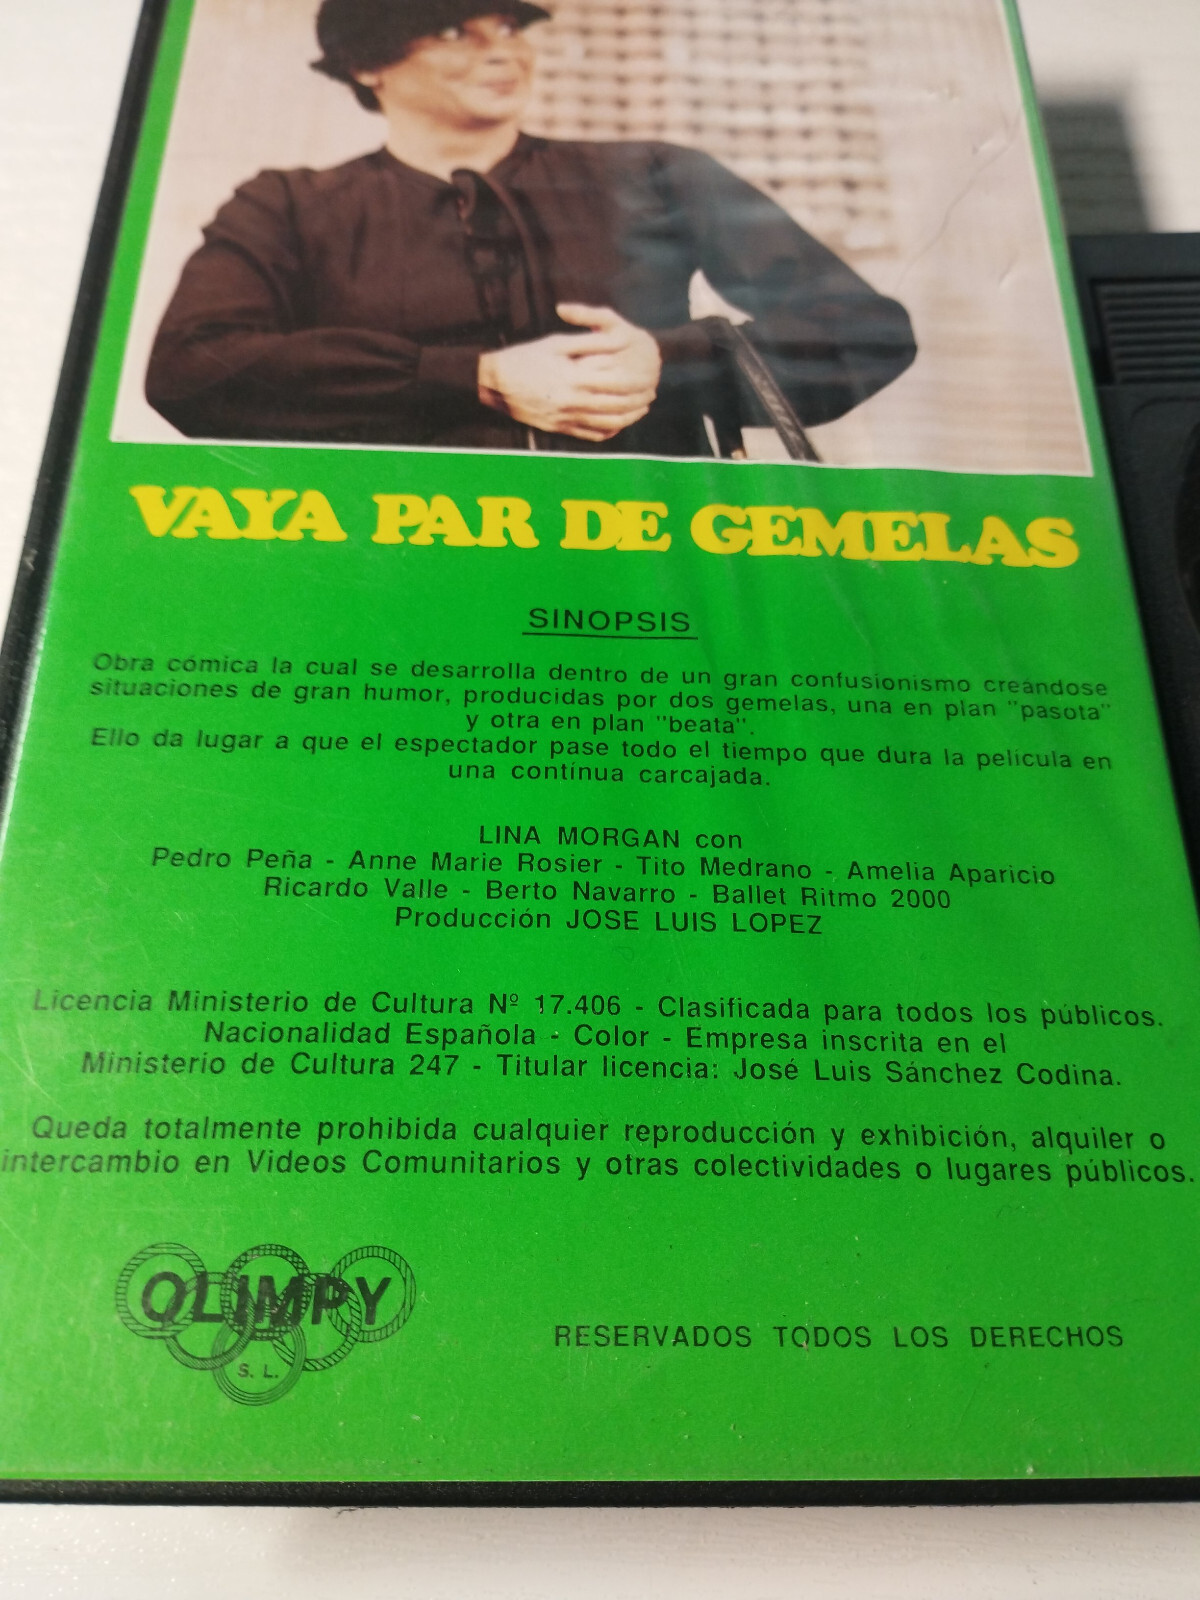 VAYA PAR DE GEMELAS
SINOPSIS
Obra cómica la cual se desarrolla dentro de un gran confusionismo creándose
situaciones de gran humor, producidas por dos gemelas, una en plan "pasota"
y otra en plan "beata".
Ello da lugar a que el espectador pase todo el tiempo que dura la película en
una contínua carcajada.
LINA MORGAN con
Pedro Peña - Anne Marie Rosier - Tito Medrano - Amelia Aparicio
Ricardo Valle - Berto Navarro - Ballet Ritmo 2000
Producción JOSE LUIS LOPEZ
Licencia Ministerio de Cultura Nº 17.406 - Clasificada para todos los públicos.
Nacionalidad Española - Color - Empresa inscrita en el
Ministerio de Cultura 247 - Titular licencia: José Luis Sánchez Codina.
Queda totalmente prohibida cualquier reproducción y exhibición, alquiler o
intercambio en Videos Comunitarios y otras colectividades o lugares públicos.
OLIMPY
S. L.
RESERVADOS TODOS LOS DERECHOS